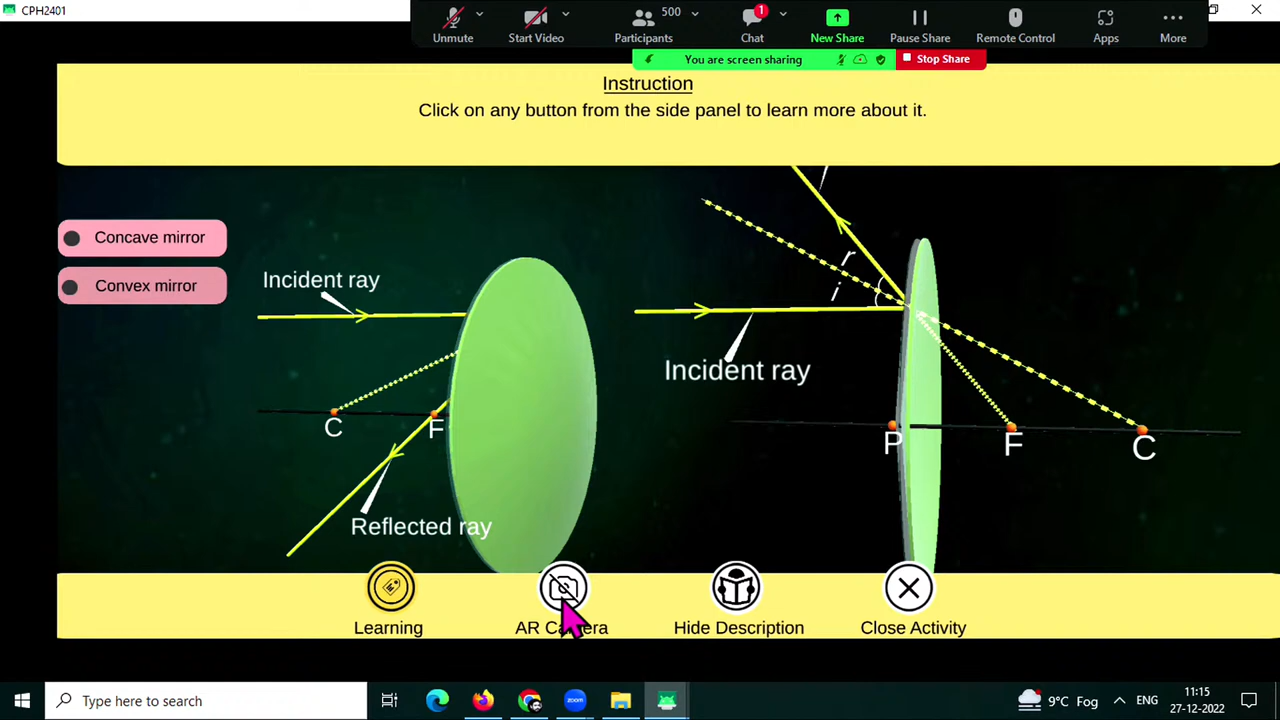 CPH2401
500
1
Unmute
Start Video
Participants
Chat
New Share
Pause Share
Remote Control
Apps
More
You are screen sharing
Stop Share
Instruction
Click on any button from the side panel to learn more about it.
Concave mirror
Convex mirror
Incident ray
C
F
Reflected ray
r
i
Incident ray
P
F
C
Learning
AR Camera
Hide Description
Close Activity
Type here to search
zoom
9°C Fog
ENG
11:15
27-12-2022